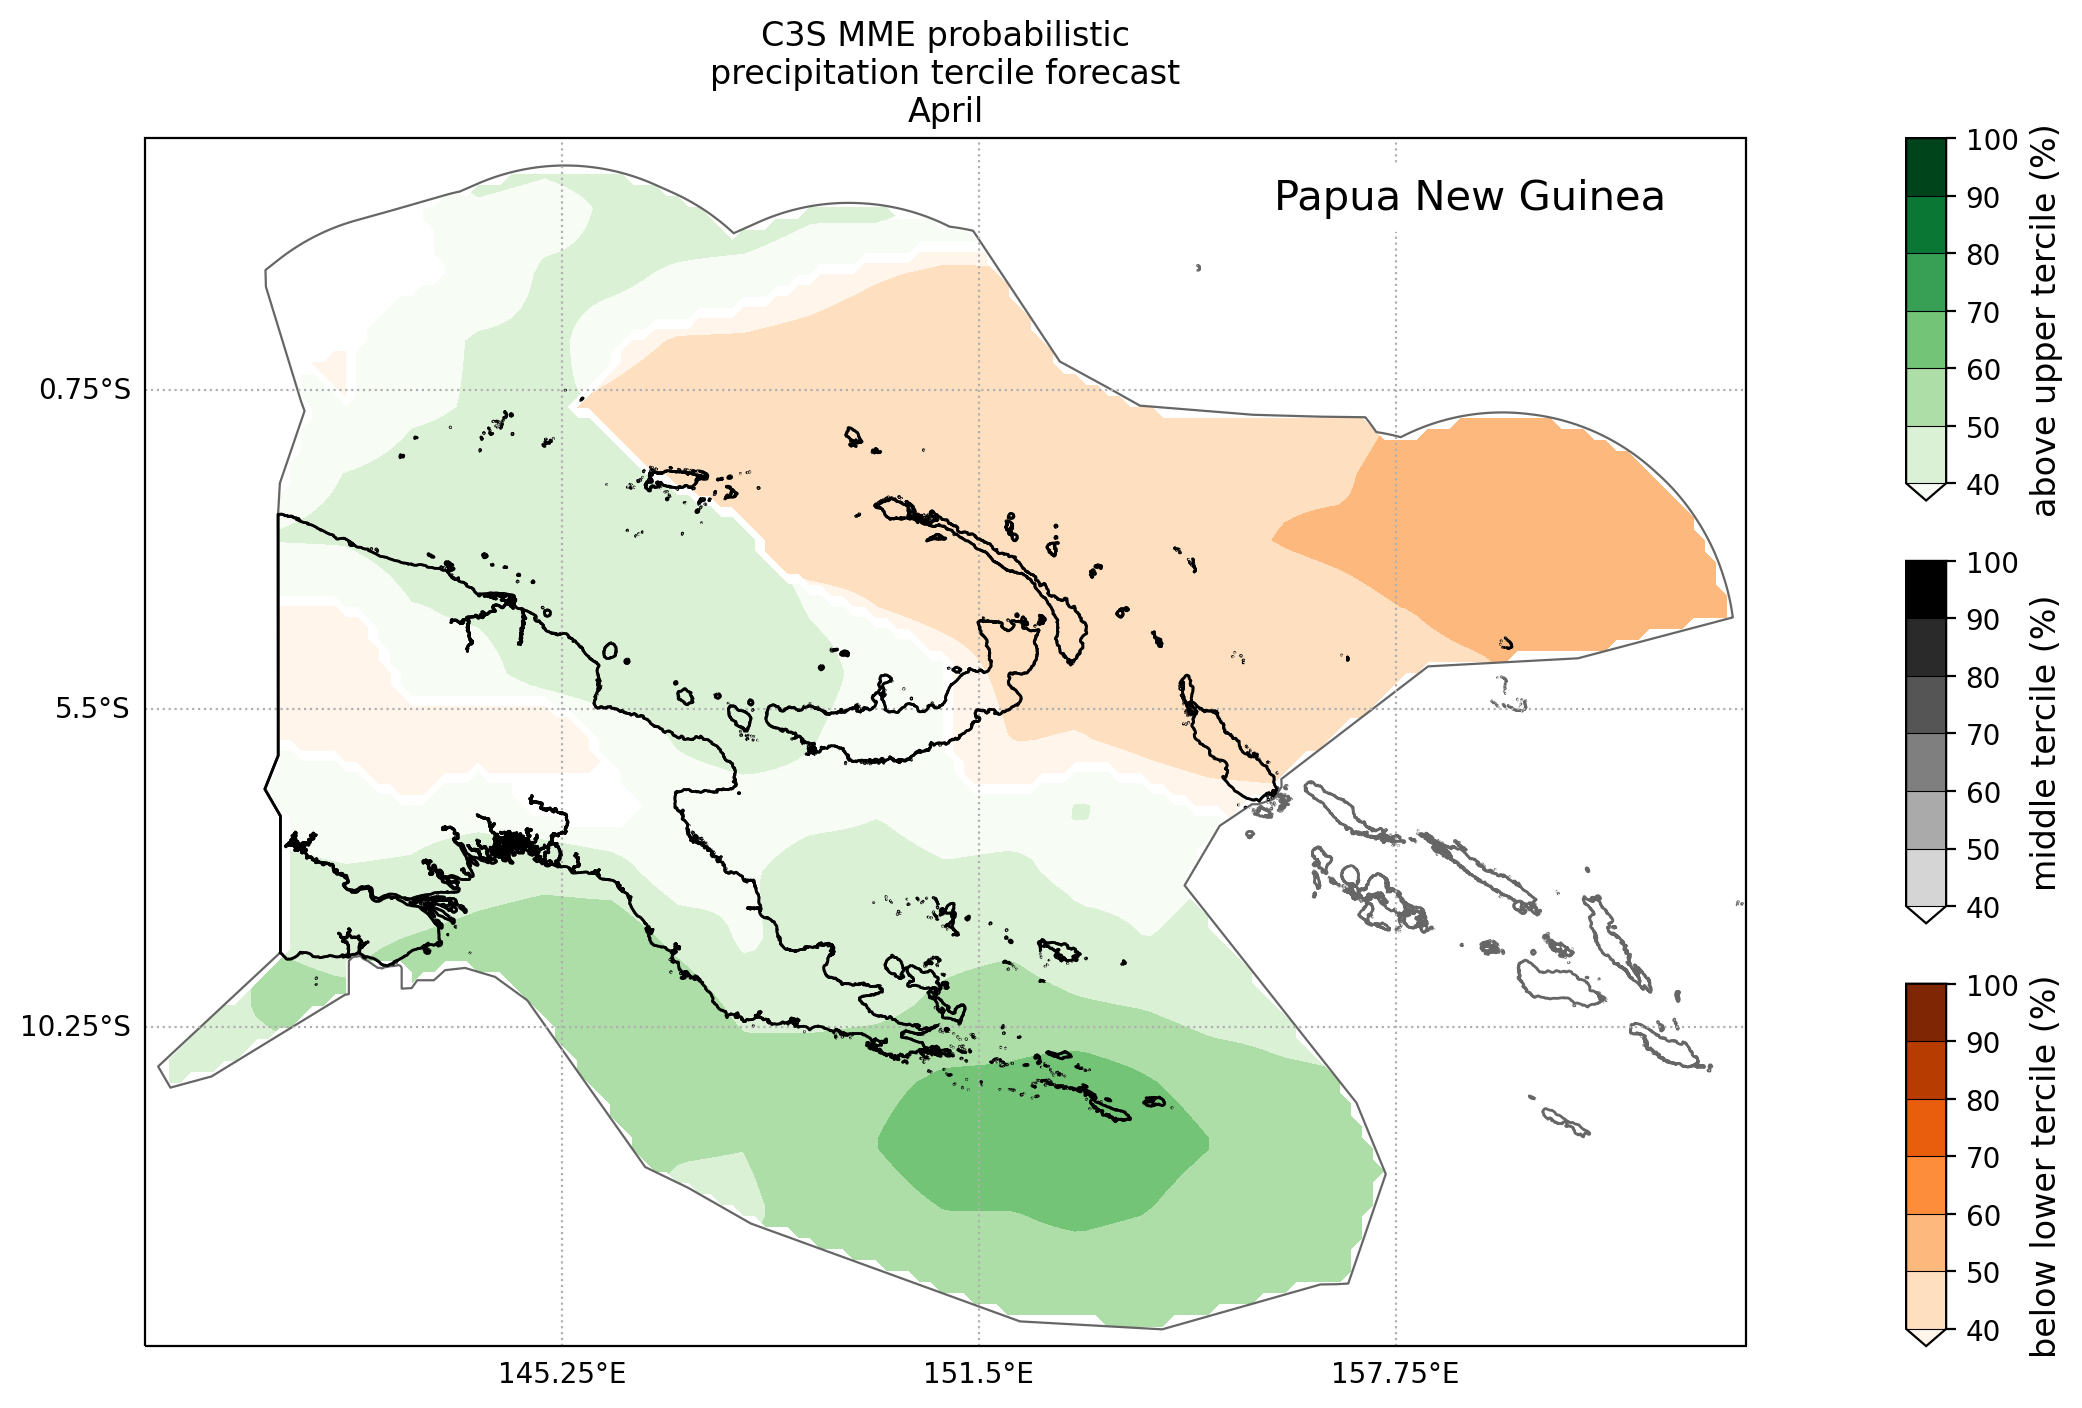 C3S MME probabilistic
precipitation tercile forecast
April
Papua New Guinea
0.75°S
5.5°S
10.25°S
145.25°E
151.5°E
157.75°E
100
90
80
70
60
50
40
above upper tercile (%)
100
90
80
70
60
50
40
middle tercile (%)
100
90
80
70
60
50
40
below lower tercile (%)